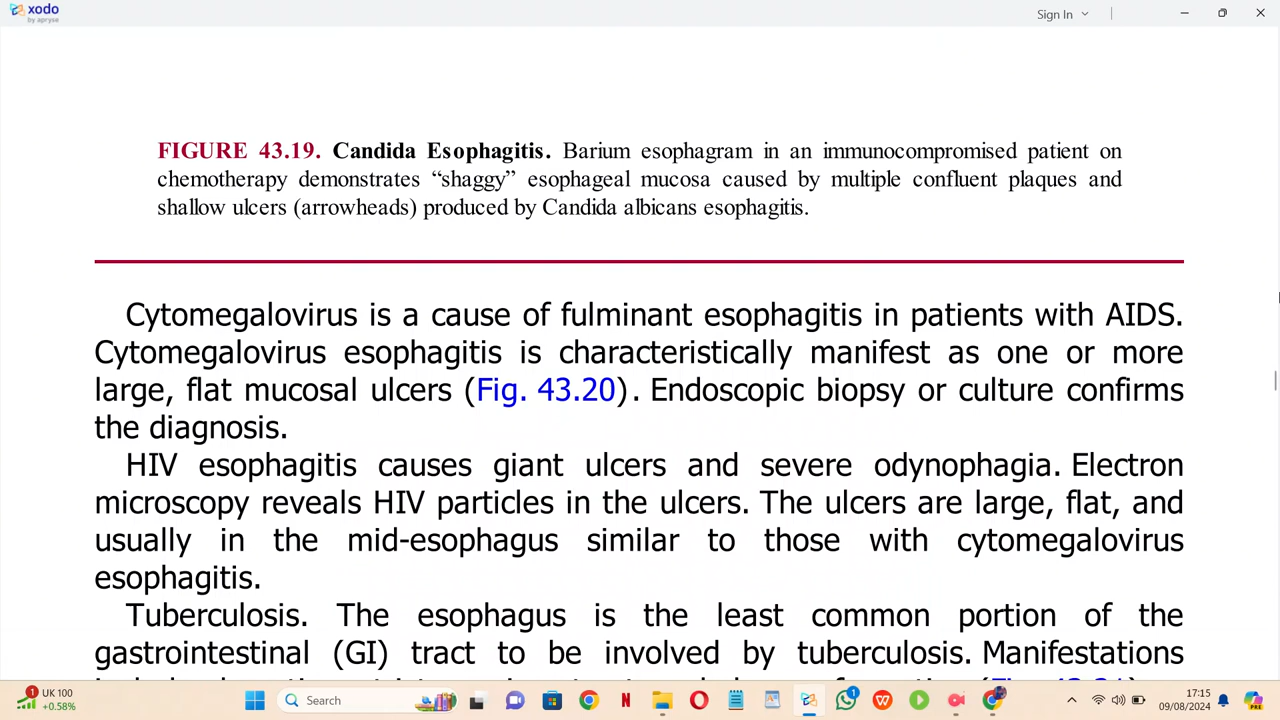 xodo
by apryse
Sign In
FIGURE 43.19. Candida Esophagitis. Barium esophagram in an immunocompromised patient on
chemotherapy demonstrates “shaggy” esophageal mucosa caused by multiple confluent plaques and
shallow ulcers (arrowheads) produced by Candida albicans esophagitis.
Cytomegalovirus is a cause of fulminant esophagitis in patients with AIDS.
Cytomegalovirus esophagitis is characteristically manifest as one or more
large, flat mucosal ulcers (Fig. 43.20). Endoscopic biopsy or culture confirms
the diagnosis.
HIV esophagitis causes giant ulcers and severe odynophagia. Electron
microscopy reveals HIV particles in the ulcers. The ulcers are large, flat, and
usually in the mid-esophagus similar to those with cytomegalovirus
esophagitis.
Tuberculosis. The esophagus is the least common portion of the
gastrointestinal (GI) tract to be involved by tuberculosis. Manifestations
1
UK 100
+0.58%
Search
1
17:15
09/08/2024
PRE